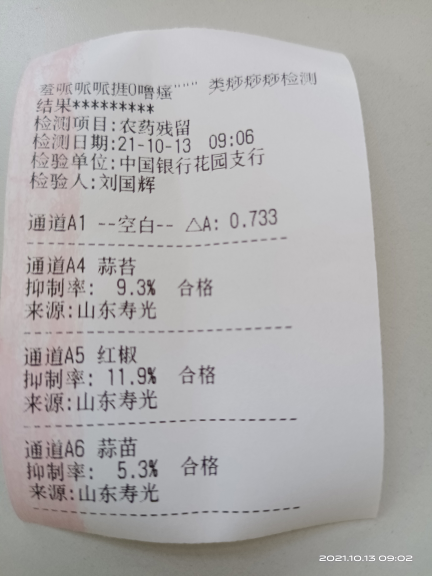 结果*********
检测项目:农药残留
检测日期:21-10-13 09:06
检验单位:中国银行花园支行
检验人:刘国辉
通道A1 --空白-- △A: 0.733
通道A4 蒜苔
抑制率: 9.3% 合格
来源:山东寿光
通道A5 红椒
抑制率: 11.9% 合格
来源:山东寿光
通道A6 蒜苗
抑制率: 5.3% 合格
来源:山东寿光
2021.10.13 09:02